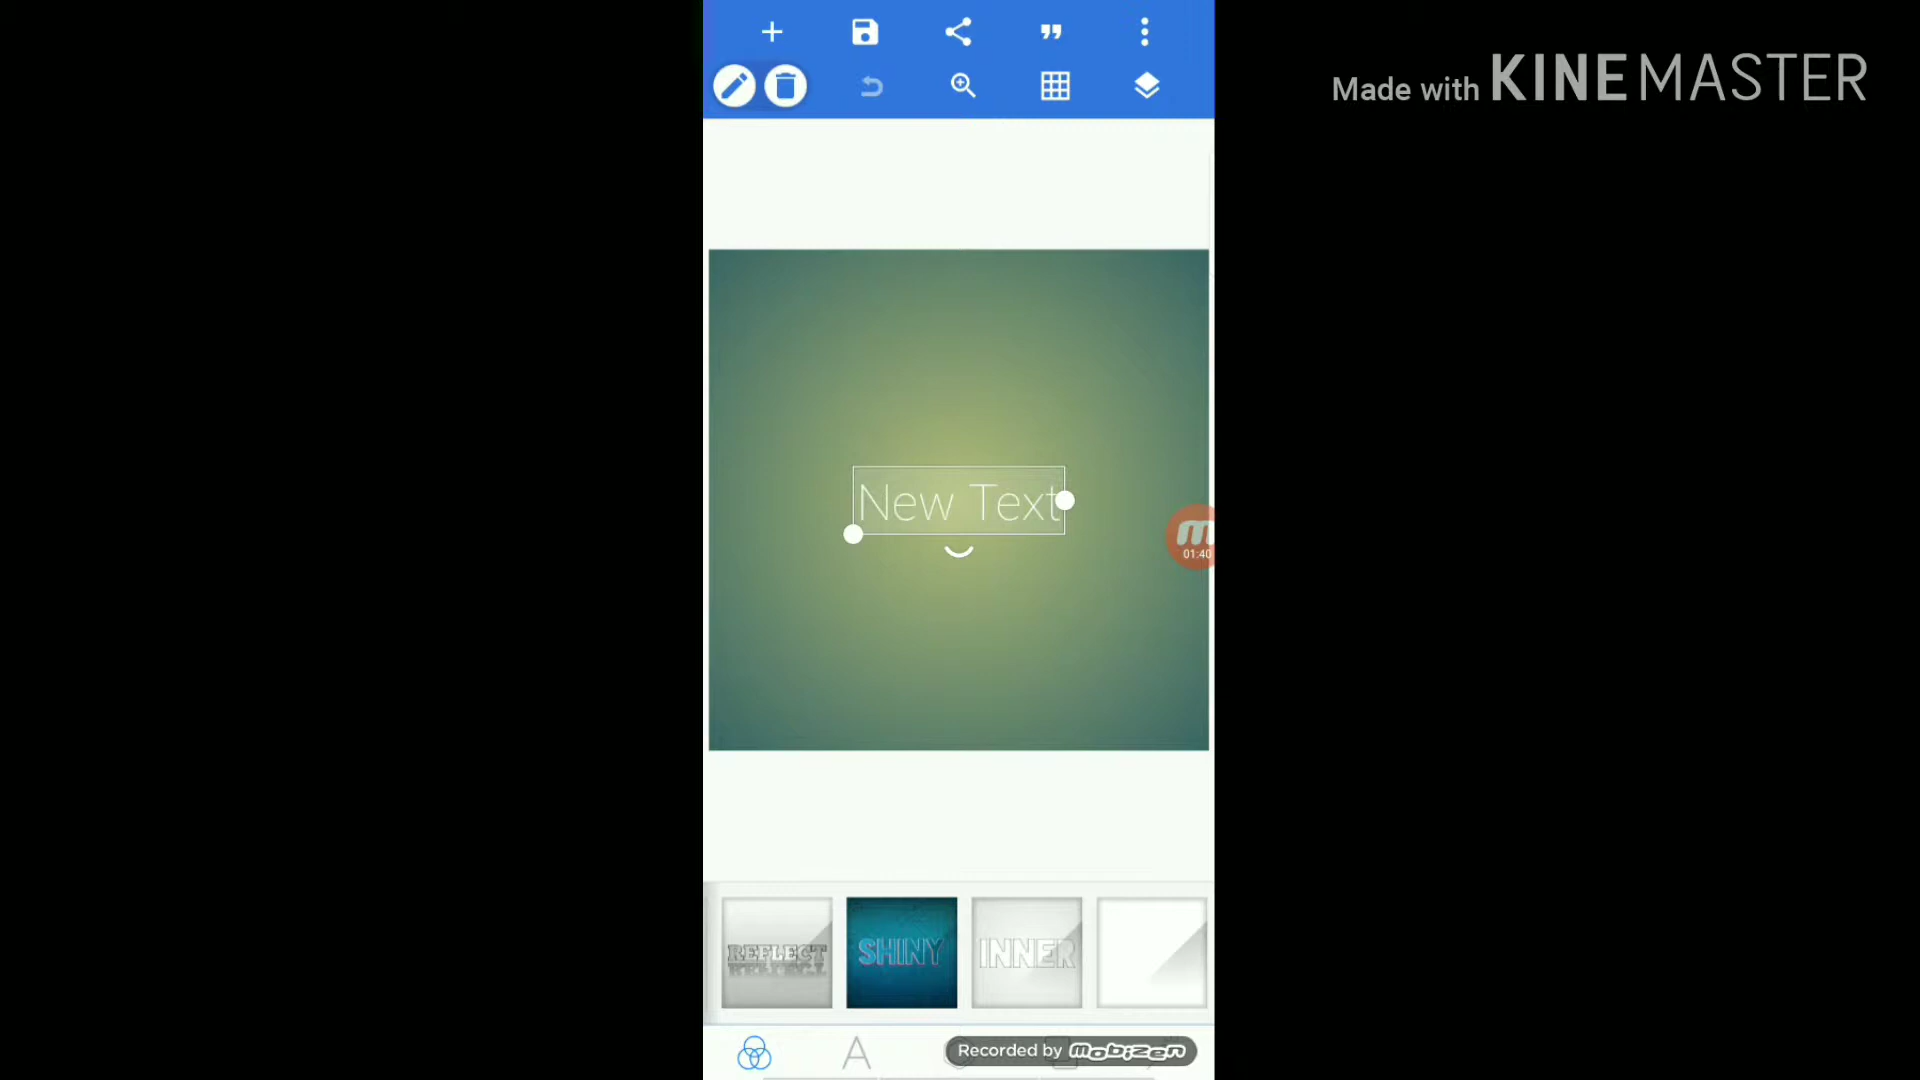 Made with KINEMASTER
New Text
01:40
REFLECT
SHINY
INNER
A
Recorded by mobizen